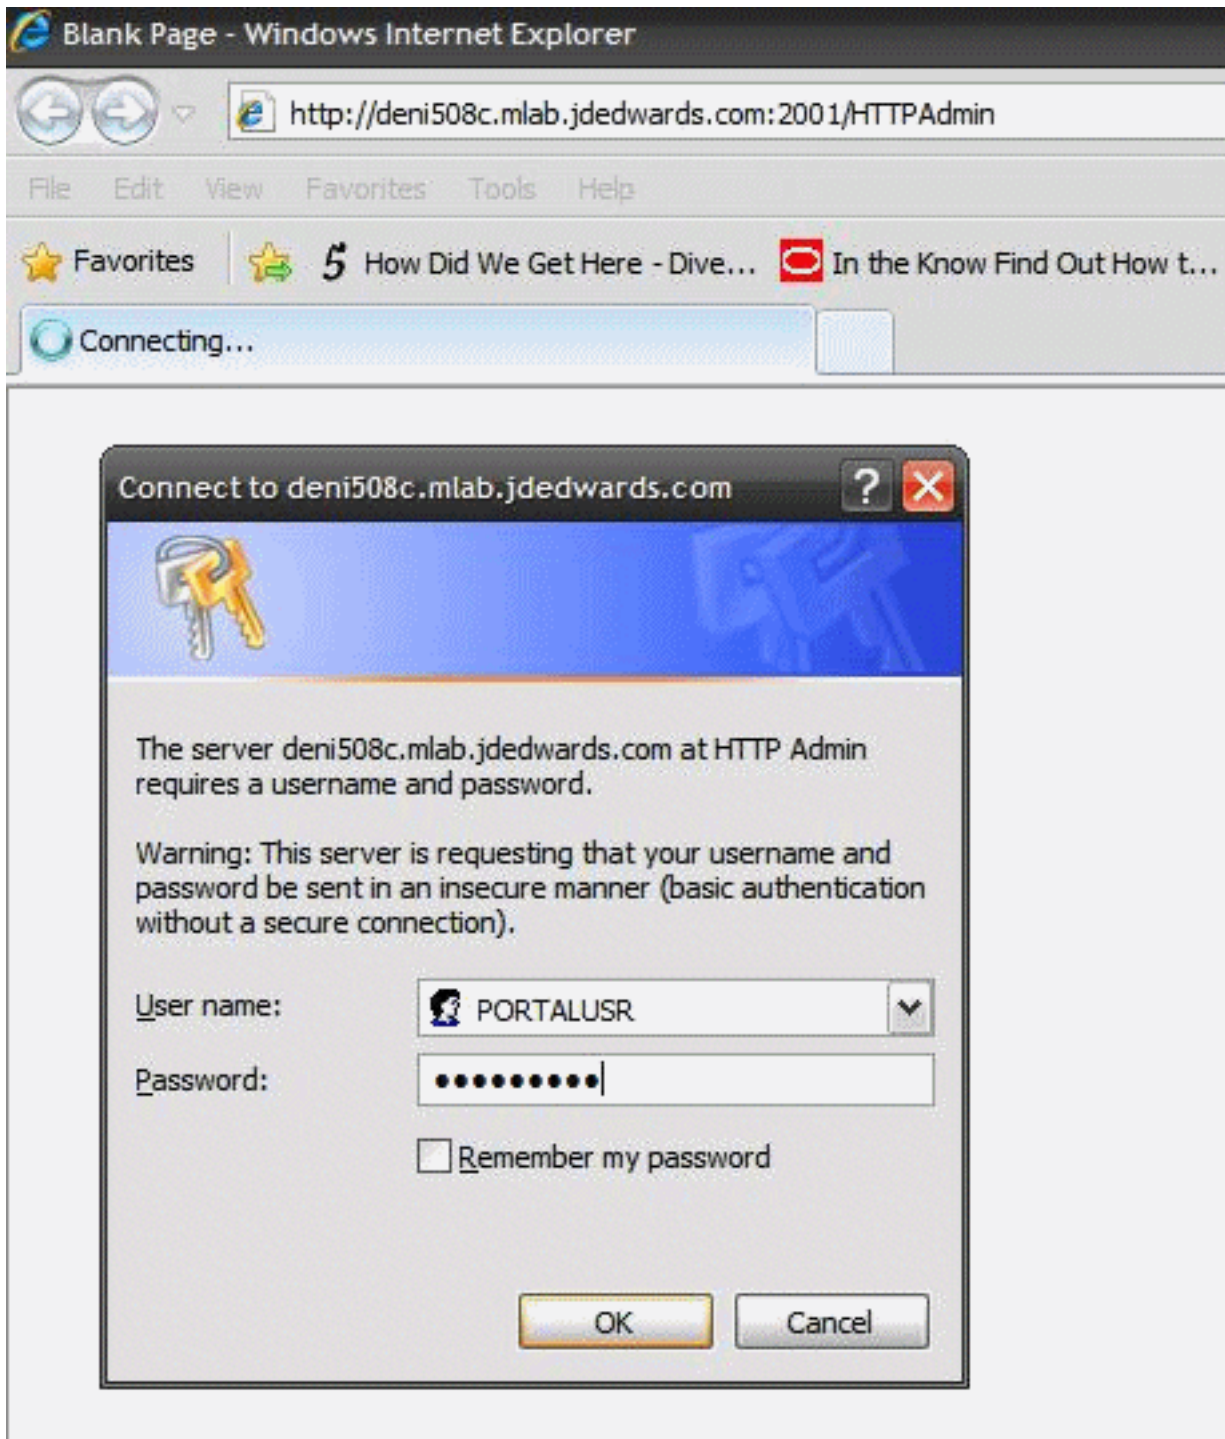 Blank Page - Windows Internet Explorer
http://deni508c.mlab.jdedwards.com:2001/HTTPAdmin
File Edit View Favorites Tools Help
Favorites 5 How Did We Get Here - Dive... In the Know Find Out How t...
Connecting...
Connect to deni508c.mlab.jdedwards.com ?
The server deni508c.mlab.jdedwards.com at HTTP Admin
requires a username and password.
Warning: This server is requesting that your username and
password be sent in an insecure manner (basic authentication
without a secure connection).
User name: PORTALUSR
Password: •••••••••
Remember my password
OK Cancel